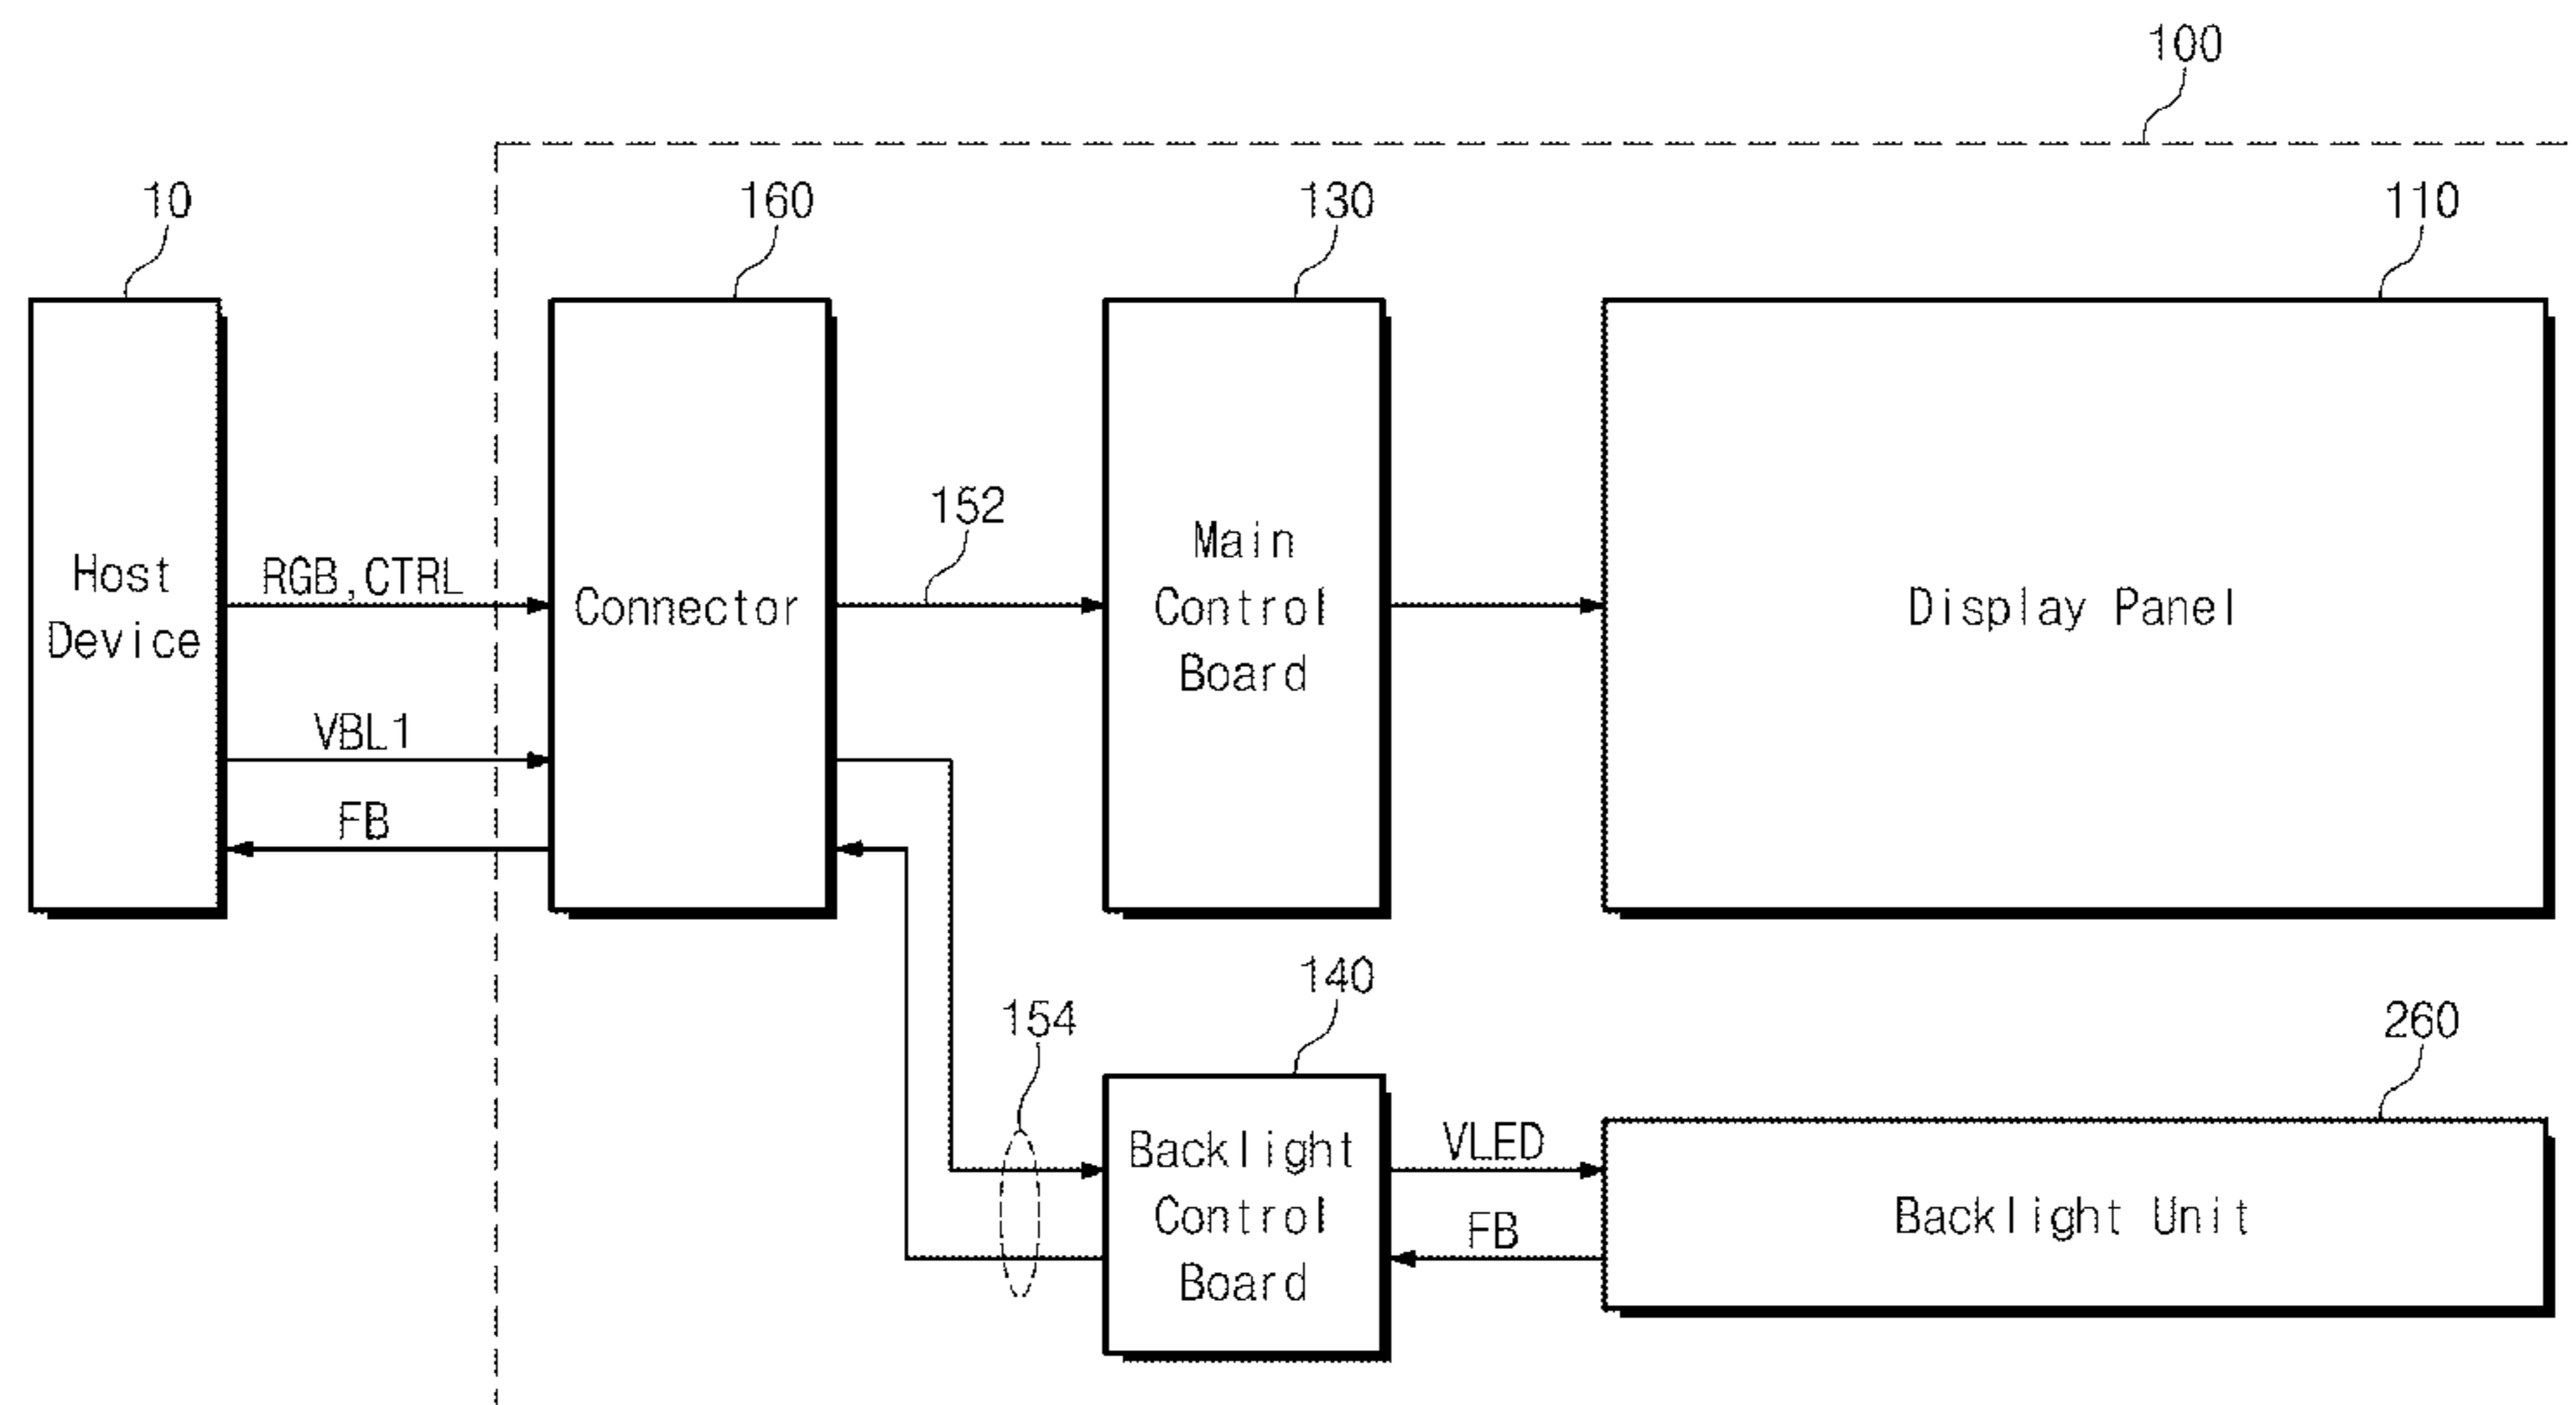 100
10
160
130
110
Host
Device
RGB,CTRL
VBL1
FB
Connector
152
Main
Control
Board
Display Panel
154
140
Backlight
Control
Board
VLED
FB
260
Backlight Unit